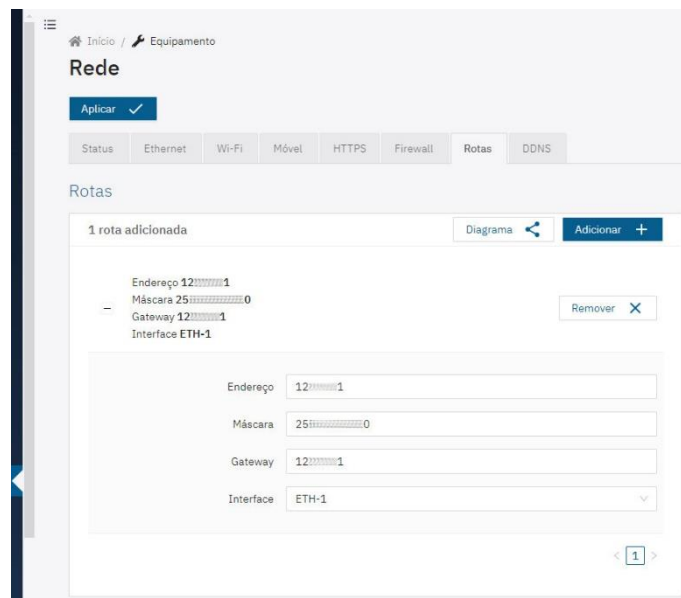 Início / Equipamento
Rede
Aplicar
Status Ethernet Wi-Fi Móvel HTTPS Firewall Rotas DDNS
Rotas
1 rota adicionada Diagrama Adicionar +
Endereço
Máscara
Gateway
Interface ETH-1
Remover
Endereço
Máscara
Gateway
Interface ETH-1
< 1 >